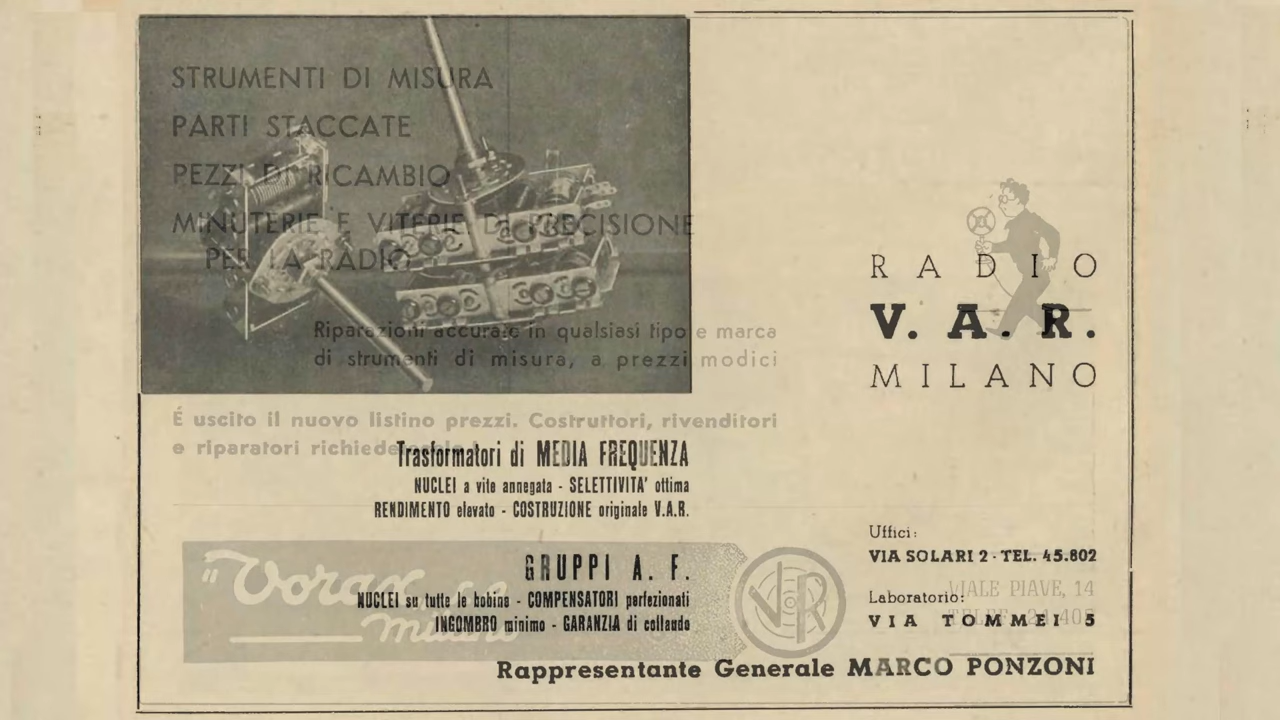 STRUMENTI DI MISURA
PARTI STACCATE
PEZZI DI RICAMBIO
MINUTERIE E VITERIE DI PRECISIONE
PER LA RADIO
Riparazioni accurate in qualsiasi tipo e marca
di strumenti di misura, a prezzi modici
É uscito il nuovo listino prezzi. Costruttori, rivenditori
e riparatori
Trasformatori di MEDIA FREQUENZA
NUCLEI a vite annegata - SELETTIVITA' ottima
RENDIMENTO elevato - COSTRUZIONE originale V.A.R.
GRUPPI A. F.
NUCLEI su tutte le bobine - COMPENSATORI perfezionati
INGOMBRO minimo - GARANZIA di collaudo
"Vorax
milano
VR
RADIO
V. A. R.
MILANO
Uffici:
VIA SOLARI 2 - TEL. 45.802
VIALE PIAVE, 14
Laboratorio:
TELEF.
VIA TOMMEI 5
Rappresentante Generale MARCO PONZONI